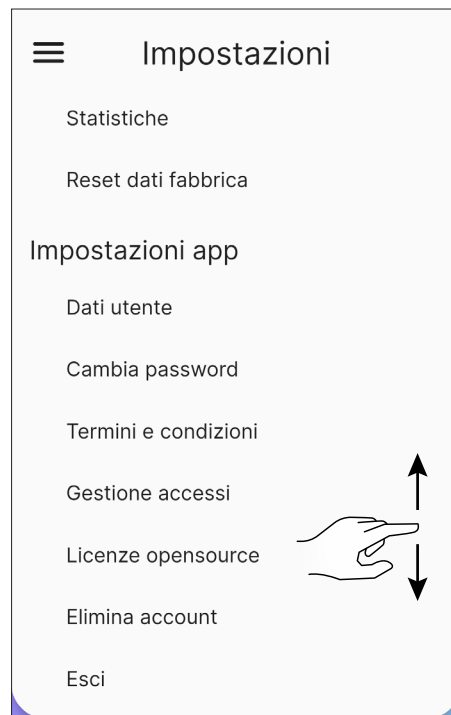 Impostazioni
Statistiche
Reset dati fabbrica
Impostazioni app
Dati utente
Cambia password
Termini e condizioni
Gestione accessi
Licenze opensource
Elimina account
Esci